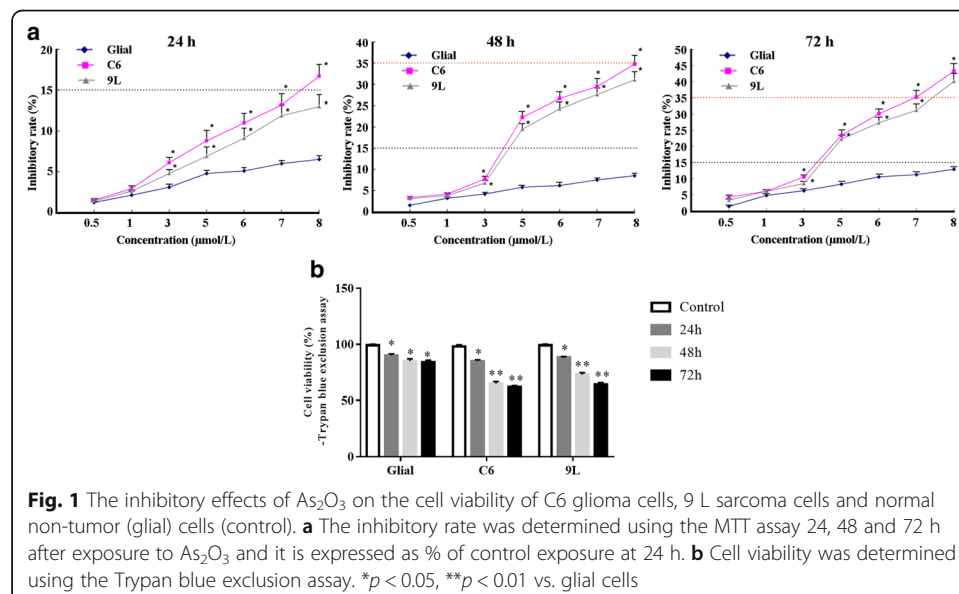 a
24 h
Glial
C6
9L
Inhibitory rate (%)
20
15
10
5
0
* * * * * * * *
0.5 1 3 5 6 7 8
Concentration (µmol/L)
48 h
Glial
C6
9L
Inhibitory rate (%)
40
35
30
25
20
15
10
5
0
* * * * * * * * * *
0.5 1 3 5 6 7 8
Concentration (µmol/L)
72 h
Glial
C6
9L
Inhibitory rate (%)
50
45
40
35
30
25
20
15
10
5
0
* * * * * * * * * *
0.5 1 3 5 6 7 8
Concentration (µmol/L)
b
Cell viability (%)
-Trypan blue exclusion assay
150
100
50
0
* * * * ** ** * ** **
Glial C6 9L
Control
24h
48h
72h
Fig. 1 The inhibitory effects of As₂O₃ on the cell viability of C6 glioma cells, 9 L sarcoma cells and normal
non-tumor (glial) cells (control). a The inhibitory rate was determined using the MTT assay 24, 48 and 72 h
after exposure to As₂O₃ and it is expressed as % of control exposure at 24 h. b Cell viability was determined
using the Trypan blue exclusion assay. *p < 0.05, **p < 0.01 vs. glial cells